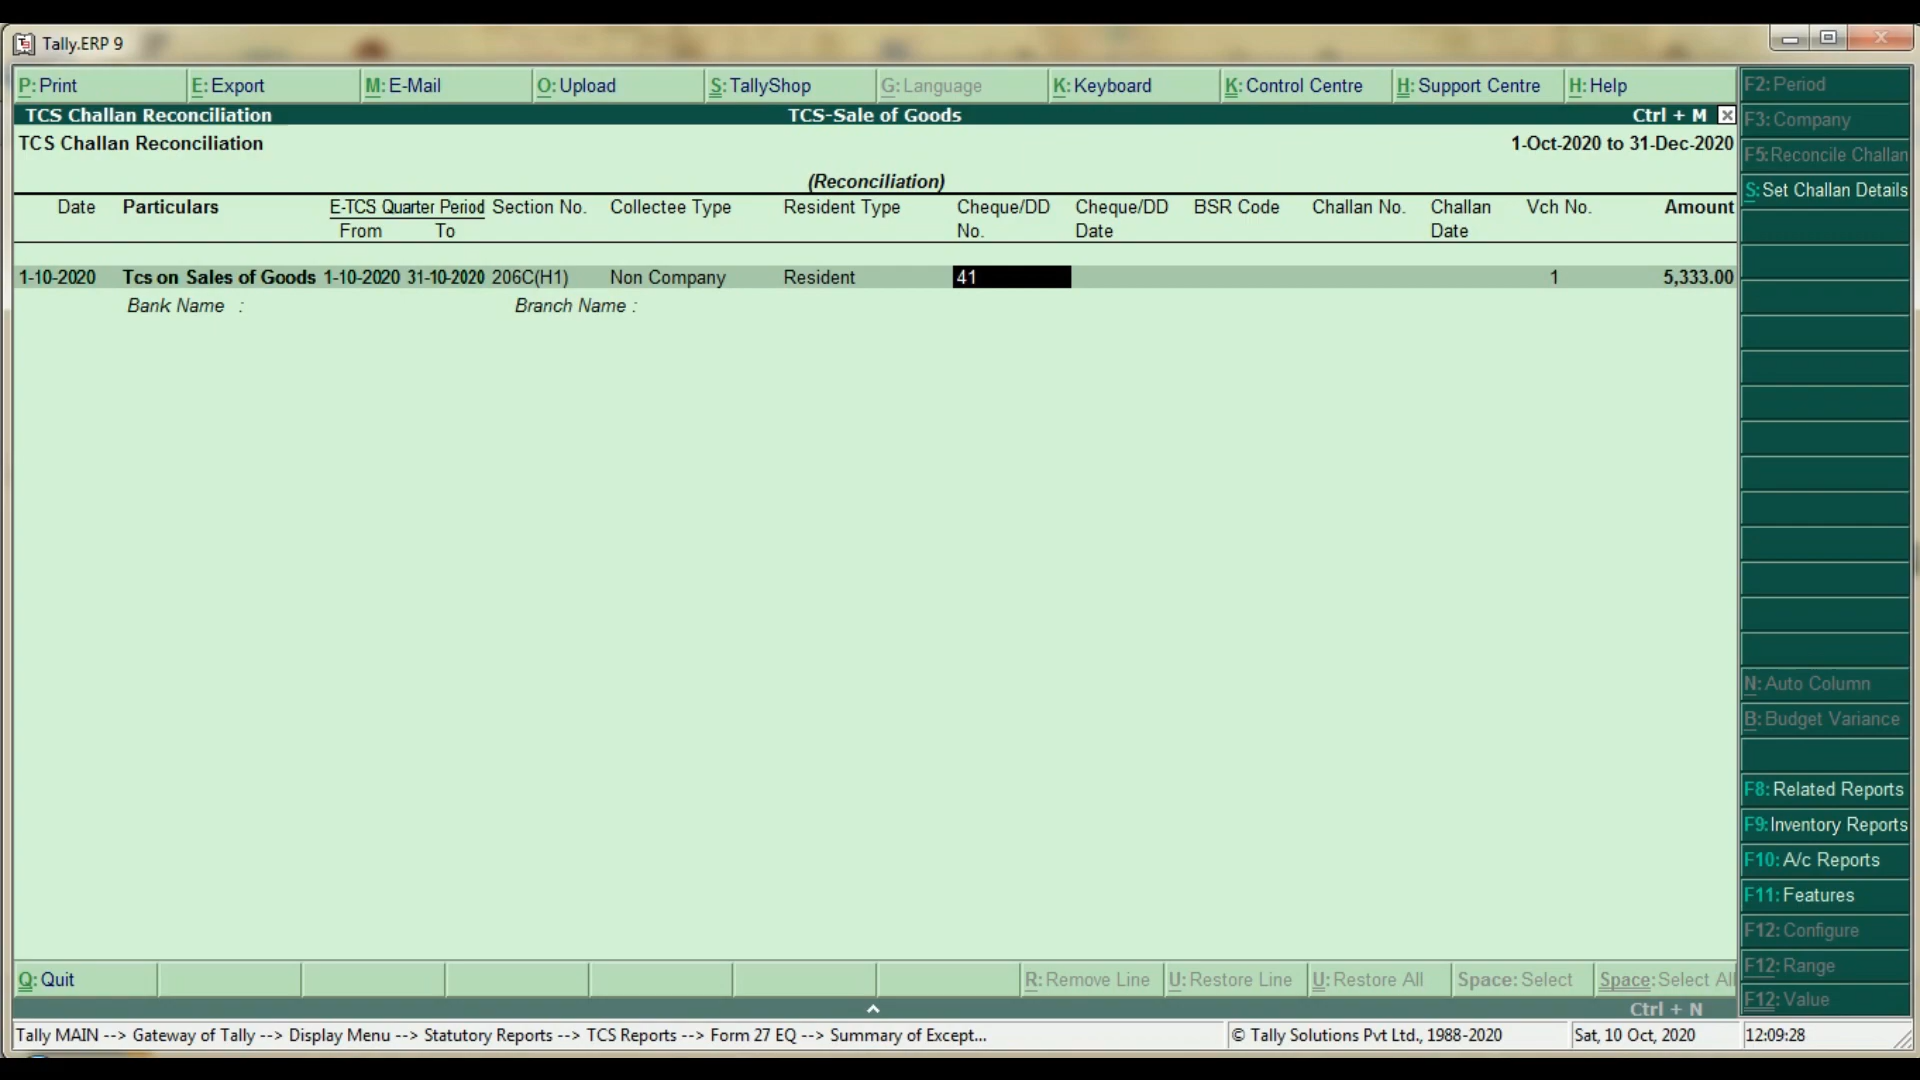 Tally.ERP 9
P: Print E: Export M: E-Mail O: Upload S: TallyShop G: Language K: Keyboard K: Control Centre H: Support Centre H: Help
TCS Challan Reconciliation TCS-Sale of Goods Ctrl + M
TCS Challan Reconciliation 1-Oct-2020 to 31-Dec-2020
(Reconciliation)
Date Particulars E-TCS Quarter Period Section No. Collectee Type Resident Type Cheque/DD Cheque/DD BSR Code Challan No. Challan Vch No. Amount
From To No. Date Date
1-10-2020 Tcs on Sales of Goods 1-10-2020 31-10-2020 206C(H1) Non Company Resident 41 1 5,333.00
Bank Name : Branch Name :
F2: Period
F3: Company
F5: Reconcile Challan
S: Set Challan Details
N: Auto Column
B: Budget Variance
F8: Related Reports
F9: Inventory Reports
F10: A/c Reports
F11: Features
F12: Configure
F12: Range
F12: Value
Q: Quit R: Remove Line U: Restore Line U: Restore All Space: Select Space: Select All
Ctrl + N
Tally MAIN --> Gateway of Tally --> Display Menu --> Statutory Reports --> TCS Reports --> Form 27 EQ --> Summary of Except... © Tally Solutions Pvt Ltd., 1988-2020 Sat, 10 Oct, 2020 12:09:28